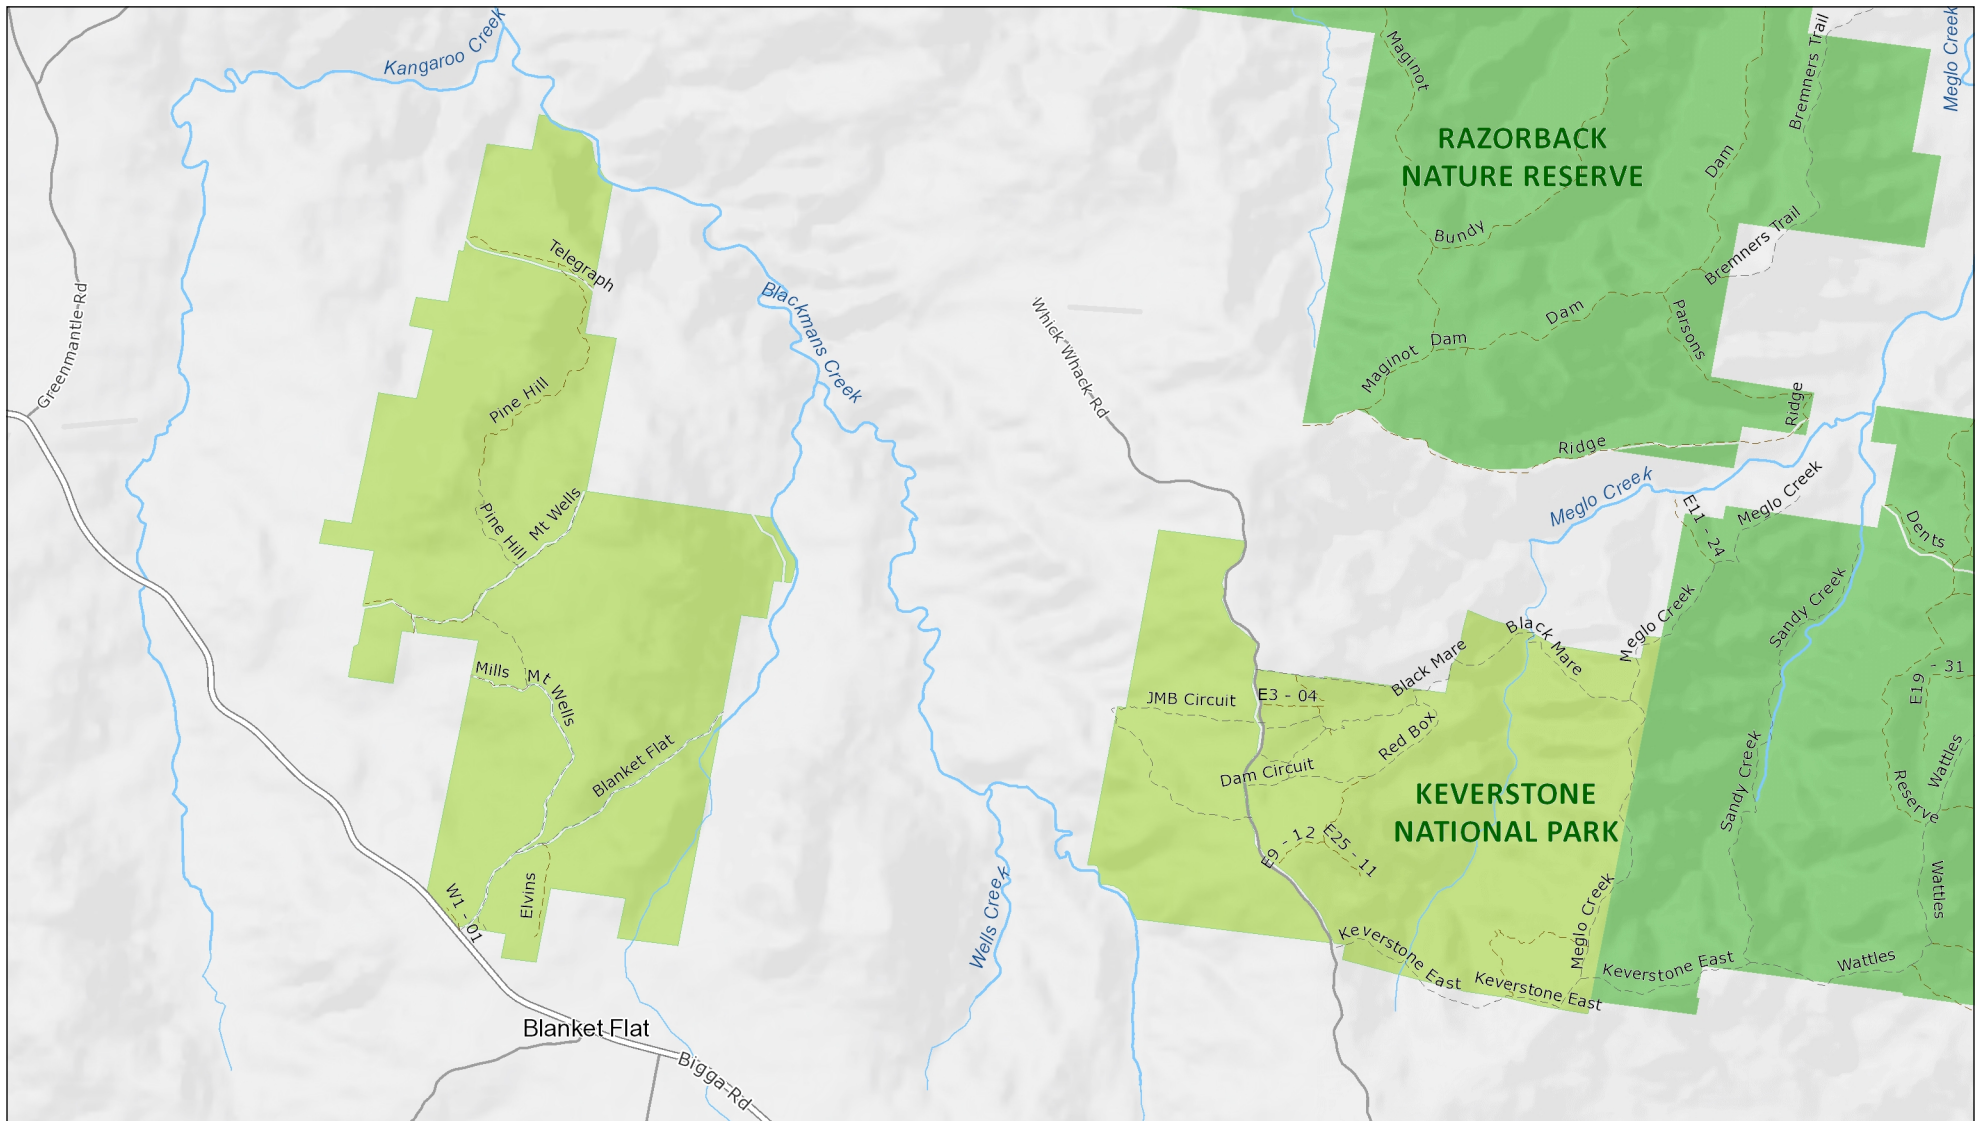 Kangaroo Creek
Maginot
Bremners Trail
Meglo Creek
RAZORBACK
NATURE RESERVE
Dam
Bundy
Bremners Trail
Telegraph
Greenmantle Rd
Blackmans Creek
Whick Whack Rd
Dam
Parsons
Dam
Maginot
Pine Hill
Ridge
Ridge
Meglo Creek
Meglo Creek
Pine Hill
Mt Wells
E11 - 24
Dents
Sandy Creek
Meglo Creek
Black Mare
Black Mare
Mills
Mt Wells
JMB Circuit
E3 - 04
- 31
E19
Red Box
Blanket Flat
Dam Circuit
Sandy Creek
Wattles
KEVERSTONE
NATIONAL PARK
Reserve
E9 - 12
E25 - 11
W1 - 01
Elvins
Wells Creek
Meglo Creek
Wattles
Keverstone East
Keverstone East
Keverstone East
Wattles
Blanket Flat
Bigga Rd